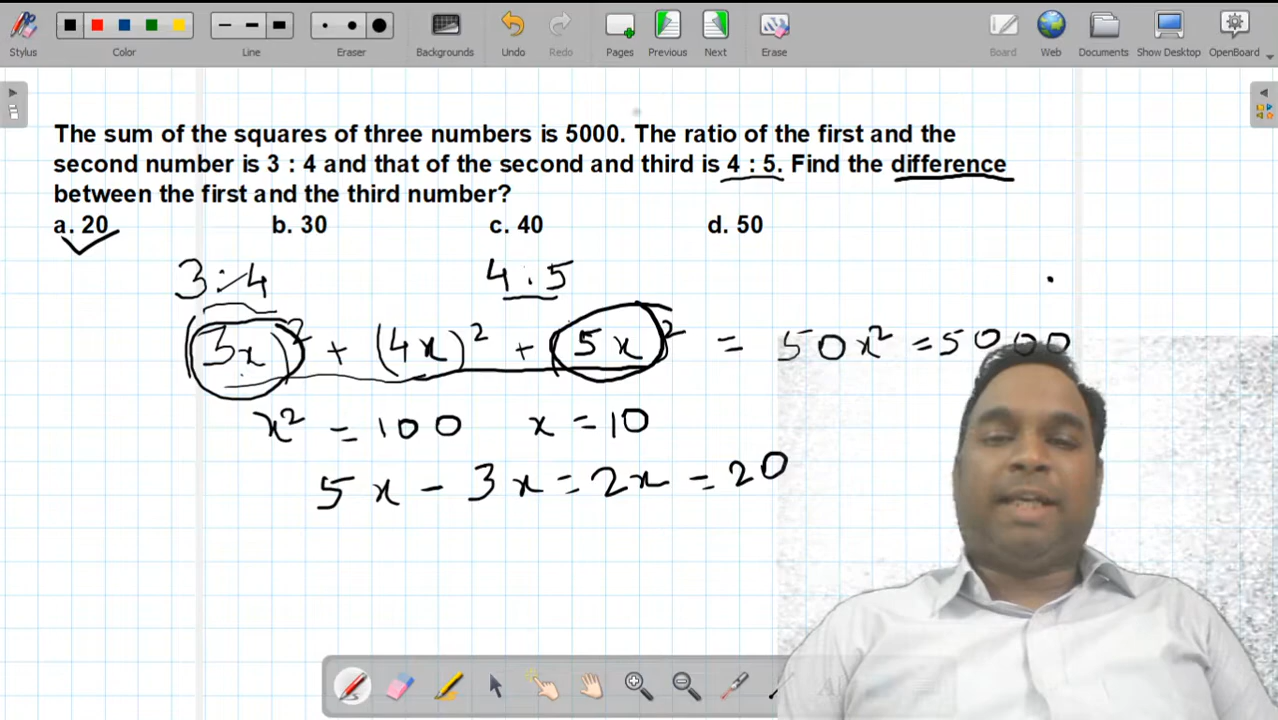 Stylus Color Line Eraser Backgrounds Undo Redo Pages Previous Next Erase Board Web Documents Show Desktop OpenBoard
The sum of the squares of three numbers is 5000. The ratio of the first and the
second number is 3 : 4 and that of the second and third is 4 : 5. Find the difference
between the first and the third number?
a. 20 b. 30 c. 40 d. 50
3:4 4:5
(3x)² + (4x)² + (5x)² = 50x² = 5000
x² = 100 x = 10
5x - 3x = 2x = 20